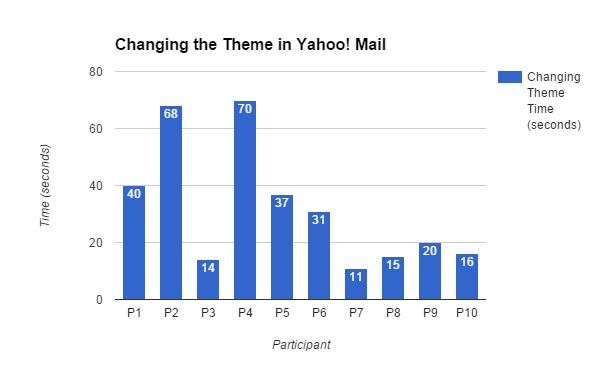 Changing the Theme in Yahoo! Mail
80
60
40
20
0
Time (seconds)
40
68
14
70
37
31
11
15
20
16
P1 P2 P3 P4 P5 P6 P7 P8 P9 P10
Participant
Changing
Theme
Time
(seconds)